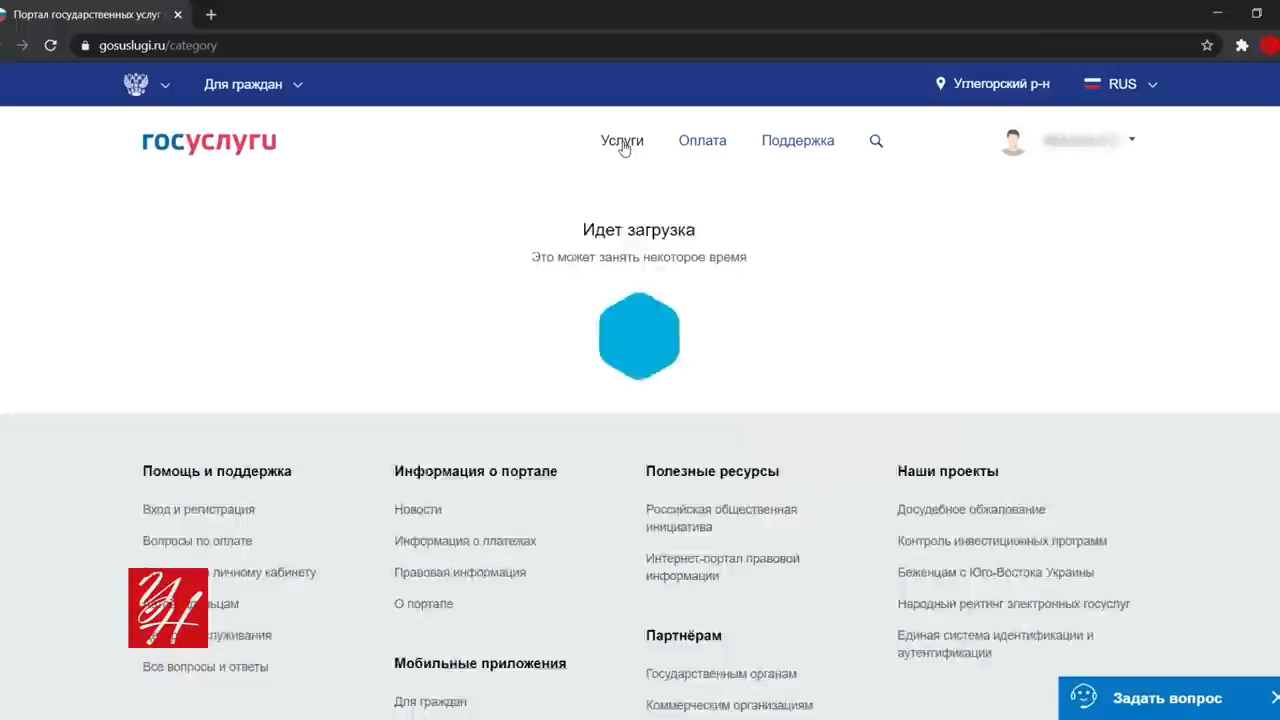 Портал государственных услуг
gosuslugi.ru/category
Для граждан
Углегорский р-н
RUS
госуслуги
Услуги
Оплата
Поддержка
Идет загрузка
Это может занять некоторое время
Помощь и поддержка
Вход и регистрация
Вопросы по оплате
личному кабинету
Все вопросы и ответы
Информация о портале
Новости
Информация о платежах
Правовая информация
О портале
Мобильные приложения
Для граждан
Полезные ресурсы
Российская общественная
инициатива
Интернет-портал правовой
информации
Партнёрам
Государственным органам
Коммерческим организациям
Наши проекты
Досудебное обжалование
Контроль инвестиционных программ
Беженцам с Юго-Востока Украины
Народный рейтинг электронных госуслуг
Единая система идентификации и
аутентификации
УН
Задать вопрос